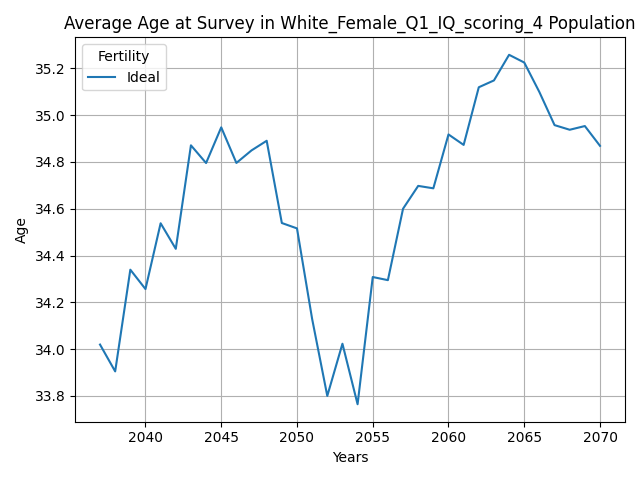 Average Age at Survey in White_Female_Q1_IQ_scoring_4 Population
Fertility
Ideal
Age
35.2
35.0
34.8
34.6
34.4
34.2
34.0
33.8
2040 2045 2050 2055 2060 2065 2070
Years